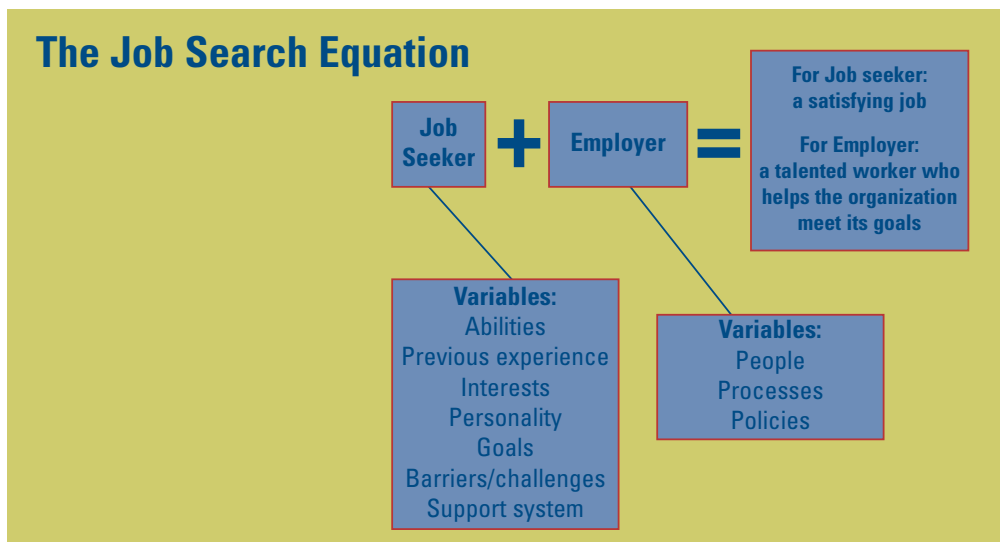 The Job Search Equation
Job
Seeker
+
Employer
=
For Job seeker:
a satisfying job
For Employer:
a talented worker who
helps the organization
meet its goals
Variables:
Abilities
Previous experience
Interests
Personality
Goals
Barriers/challenges
Support system
Variables:
People
Processes
Policies